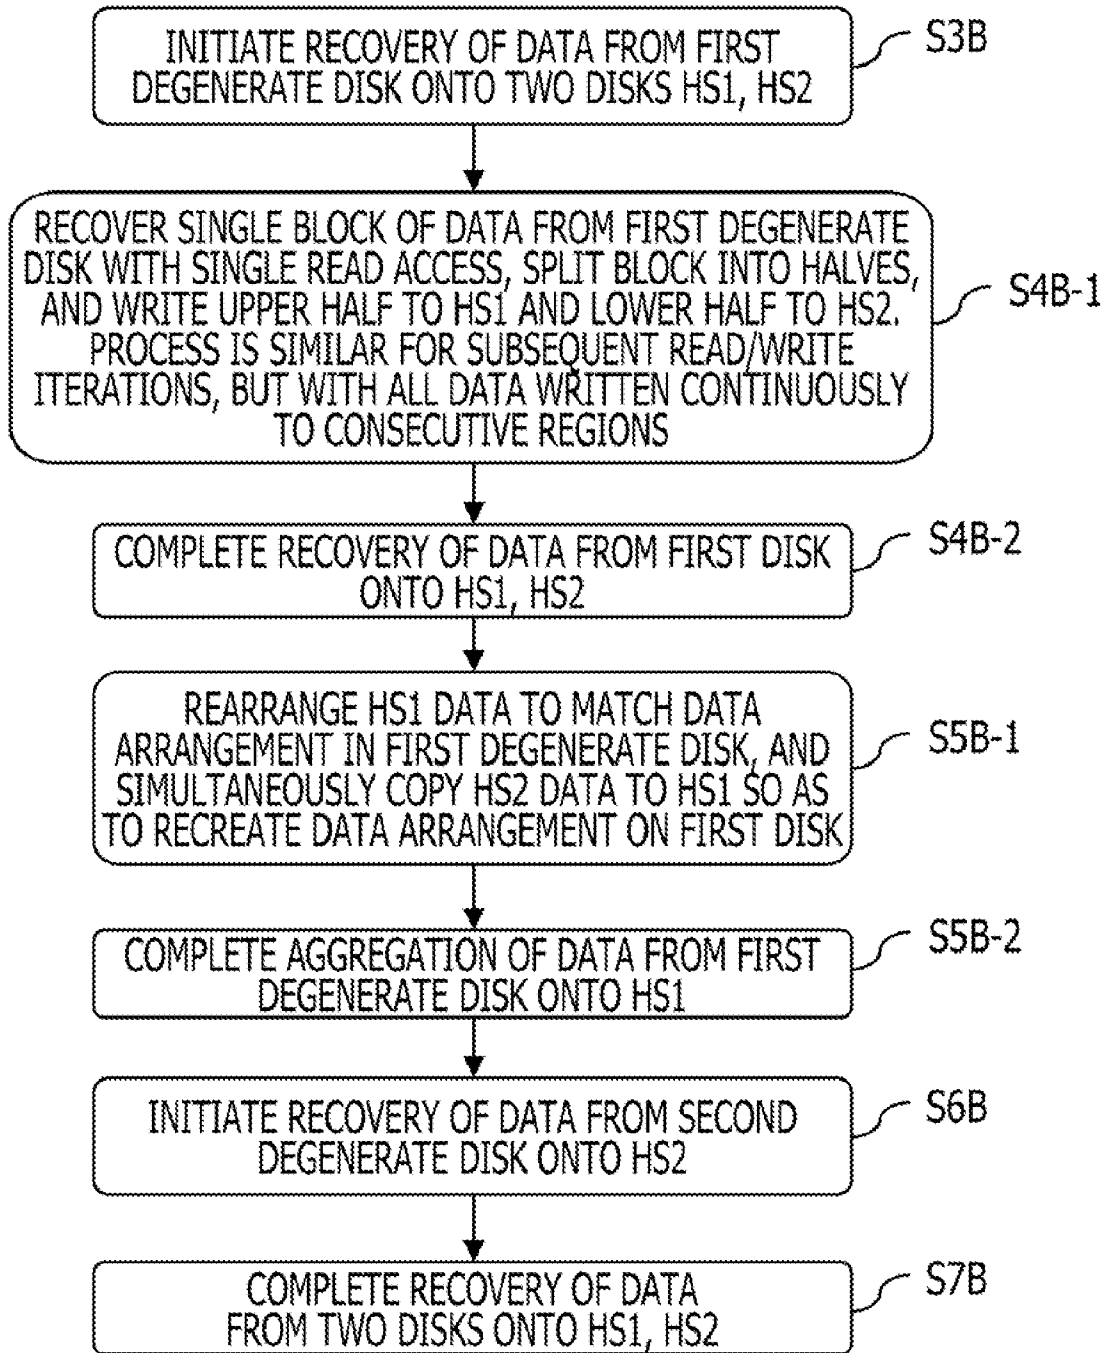 INITIATE RECOVERY OF DATA FROM FIRST
DEGENERATE DISK ONTO TWO DISKS HS1, HS2
S3B
RECOVER SINGLE BLOCK OF DATA FROM FIRST DEGENERATE
DISK WITH SINGLE READ ACCESS, SPLIT BLOCK INTO HALVES,
AND WRITE UPPER HALF TO HS1 AND LOWER HALF TO HS2.
PROCESS IS SIMILAR FOR SUBSEQUENT READ/WRITE
ITERATIONS, BUT WITH ALL DATA WRITTEN CONTINUOUSLY
TO CONSECUTIVE REGIONS
S4B-1
COMPLETE RECOVERY OF DATA FROM FIRST DISK
ONTO HS1, HS2
S4B-2
REARRANGE HS1 DATA TO MATCH DATA
ARRANGEMENT IN FIRST DEGENERATE DISK, AND
SIMULTANEOUSLY COPY HS2 DATA TO HS1 SO AS
TO RECREATE DATA ARRANGEMENT ON FIRST DISK
S5B-1
COMPLETE AGGREGATION OF DATA FROM FIRST
DEGENERATE DISK ONTO HS1
S5B-2
INITIATE RECOVERY OF DATA FROM SECOND
DEGENERATE DISK ONTO HS2
S6B
COMPLETE RECOVERY OF DATA
FROM TWO DISKS ONTO HS1, HS2
S7B